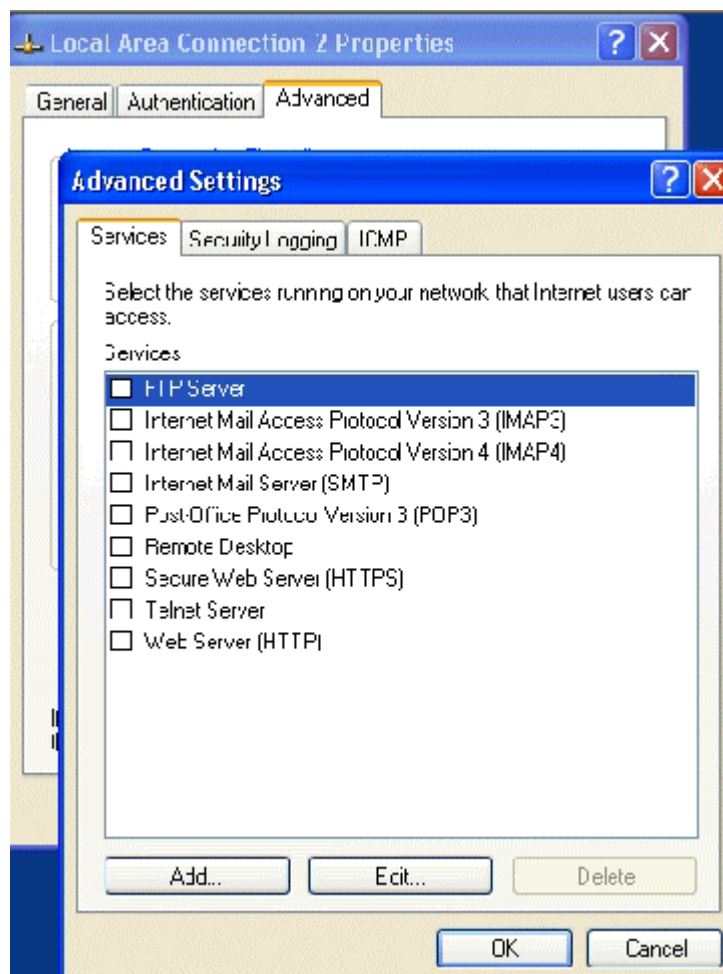 Local Area Connection 2 Properties
General Authentication Advanced
Advanced Settings
Services Security Logging ICMP
Select the services running on your network that Internet users can
access.
Services
FTP Server
Internet Mail Access Protocol Version 3 (IMAP3)
Internet Mail Access Protocol Version 4 (IMAP4)
Internet Mail Server (SMTP)
Post-Office Protocol Version 3 (POP3)
Remote Desktop
Secure Web Server (HTTPS)
Telnet Server
Web Server (HTTP)
Add... Edit... Delete
OK Cancel